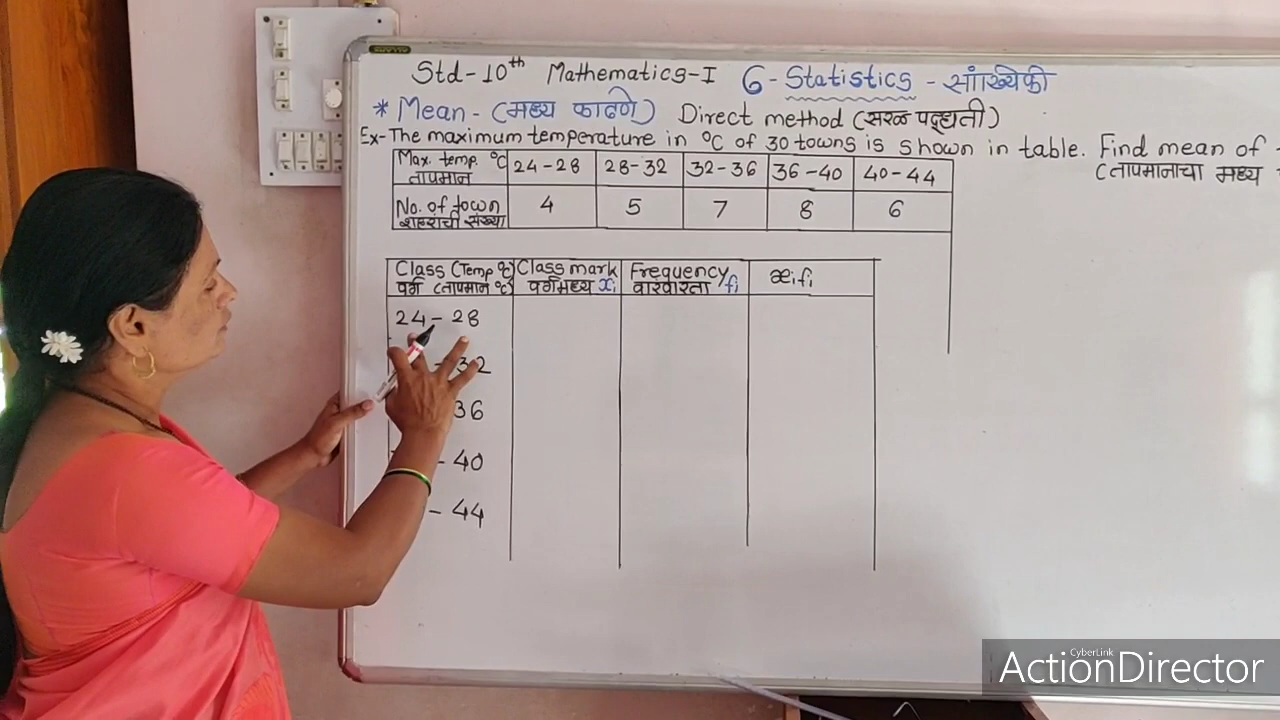 Std-10th Mathematics-I 6-Statistics - सांख्यिकी
* Mean - (मध्य काढणे) Direct method (सरळ पद्धती)
Ex- The maximum temperature in °C of 30 towns is shown in table. Find mean of
(तापमानाचा मध्य
Max. temp. °C 24-28 28-32 32-36 36-40 40-44
तापमान
No. of town 4 5 7 8 6
शहराची संख्या
Class (Temp °C) Class mark Frequency xifi
वर्ग (तापमान °C) वर्गमध्य xi वारंवारता fi
24-28
- 32
36
- 40
- 44
CyberLink
ActionDirector